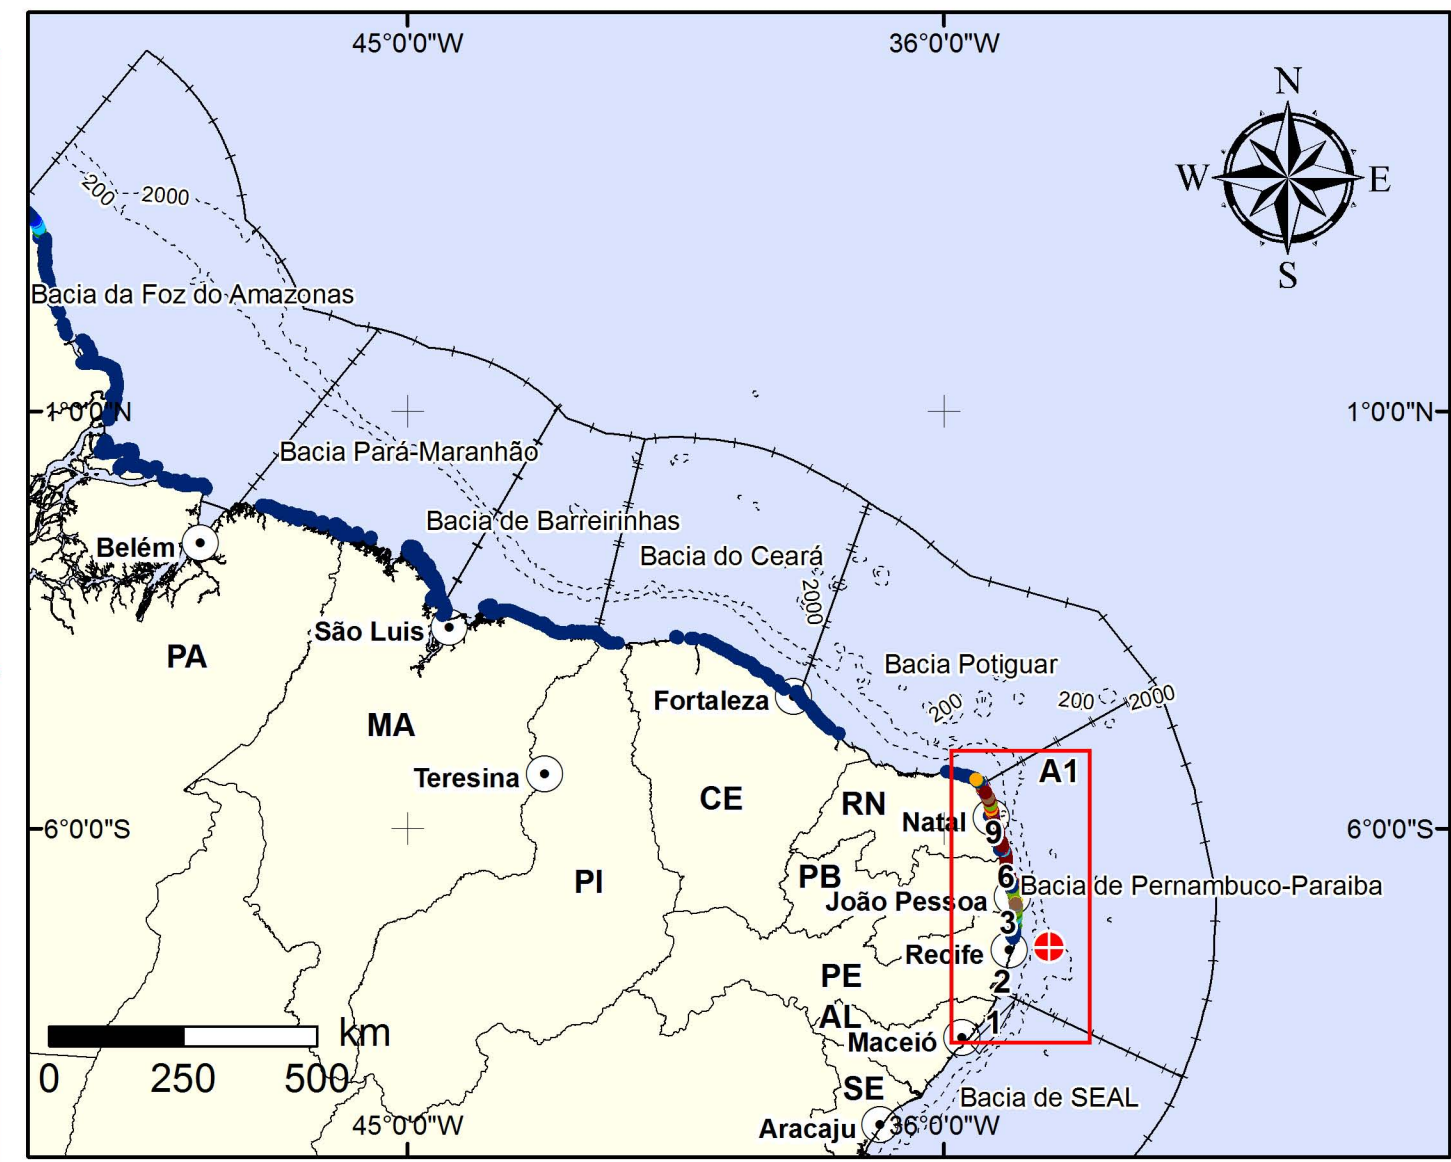 45°0'0"W
36°0'0"W
N
W
E
S
200
2000
Bacia da Foz do Amazonas
1°0'0"N
1°0'0"N
Bacia Pará-Maranhão
Bacia de Barreirinhas
Belém
Bacia do Ceará
2000
São Luis
PA
Bacia Potiguar
Fortaleza
200
200
2000
MA
A1
Teresina
CE
RN
Natal
9
6°0'0"S
6°0'0"S
PI
PB
6
Bacia de Pernambuco-Paraiba
João Pessoa
3
Recife
PE
2
AL
1
km
Maceió
0
250
500
SE
Bacia de SEAL
45°0'0"W
Aracaju
36°0'0"W